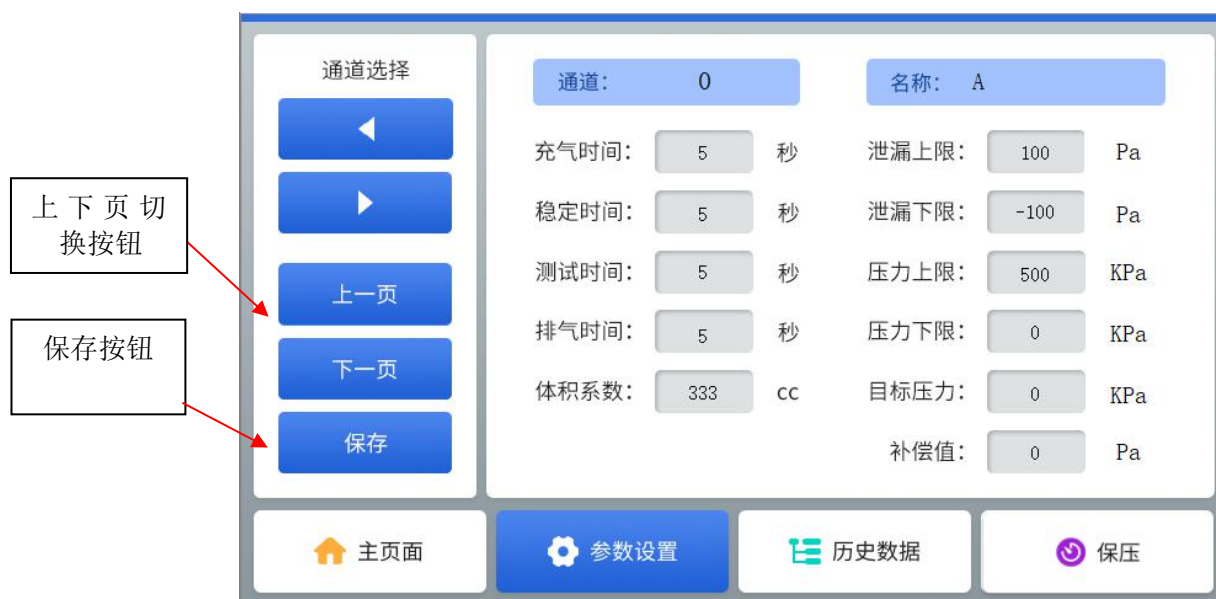 上下页切
换按钮
保存按钮
通道选择
上一页
下一页
保存
通道： 0
名称： A
充气时间： 5 秒
泄漏上限： 100 Pa
稳定时间： 5 秒
泄漏下限： -100 Pa
测试时间： 5 秒
压力上限： 500 KPa
排气时间： 5 秒
压力下限： 0 KPa
体积系数： 333 cc
目标压力： 0 KPa
补偿值： 0 Pa
主页面
参数设置
历史数据
保压